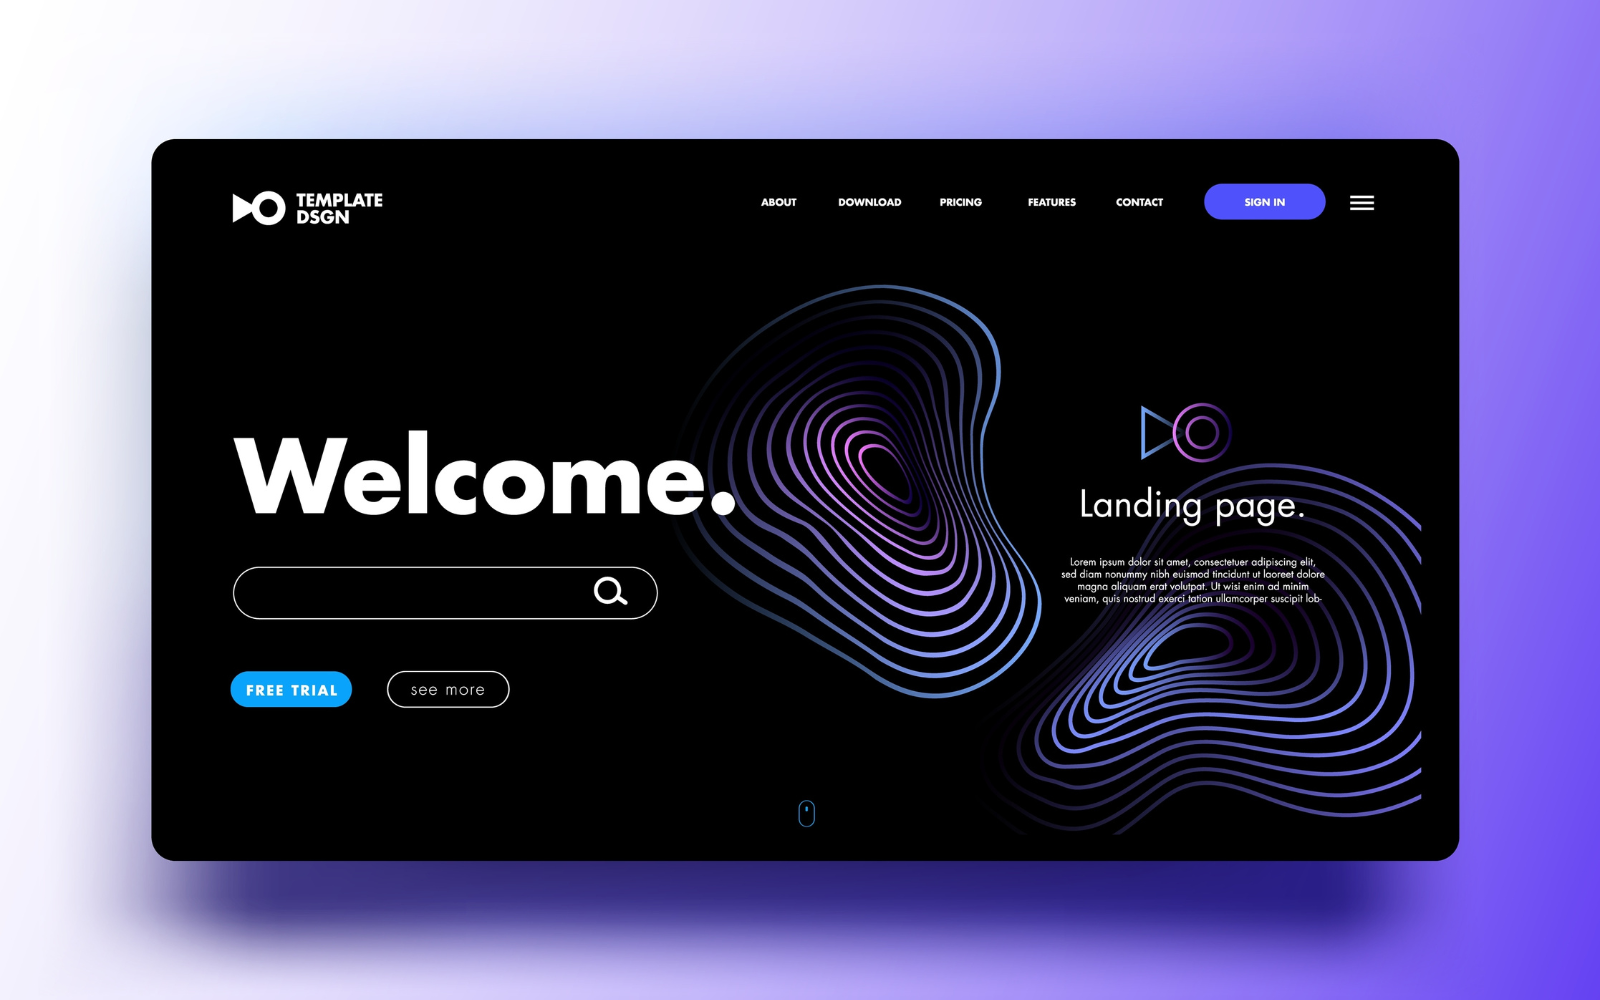 TEMPLATE
DSGN
ABOUT
DOWNLOAD
PRICING
FEATURES
CONTACT
SIGN IN
Welcome.
FREE TRIAL
see more
Landing page.
Lorem ipsum dolor sit amet, consectetuer adipiscing elit,
sed diam nonummy nibh euismod tincidunt ut laoreet dolore
magna aliquam erat volutpat. Ut wisi enim ad minim
veniam, quis nostrud exerci tation ullamcorper suscipit lob-